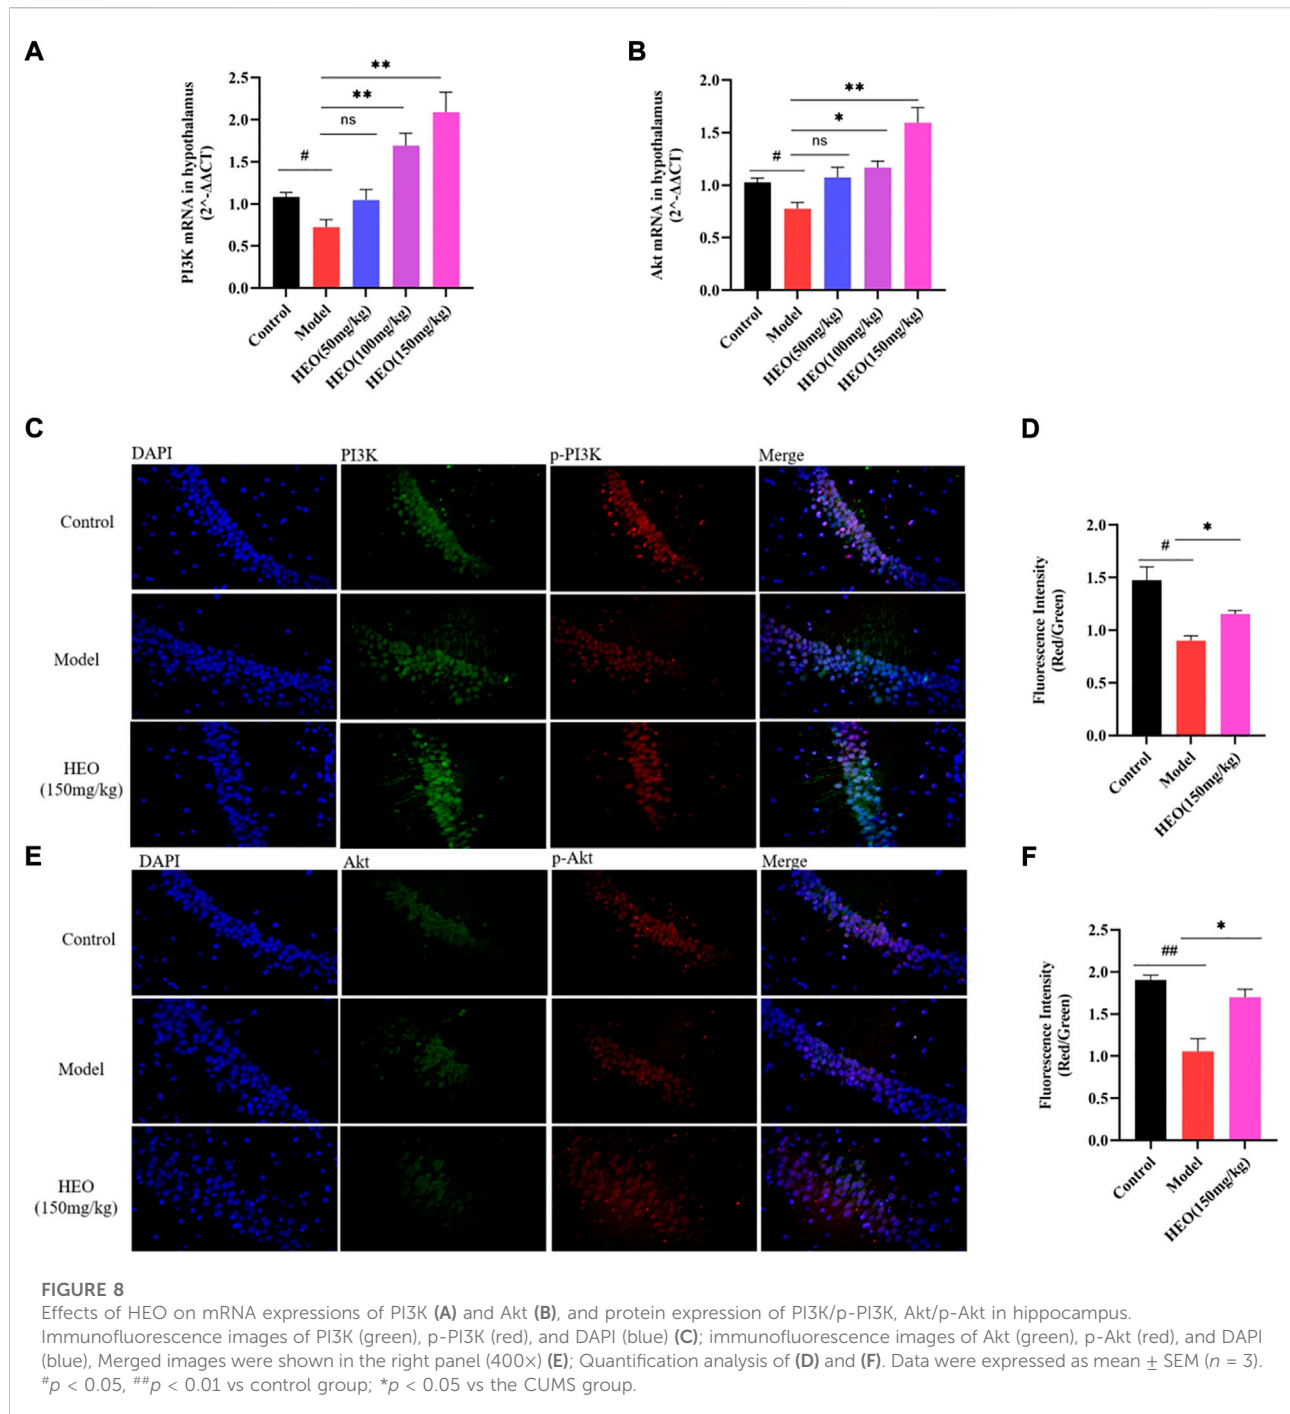 A
PI3K mRNA in hypothalamus
(2^-ΔΔCT)
2.5
2.0
1.5
1.0
0.5
0.0
#
ns
**
**
Control
Model
HEO(50mg/kg)
HEO(100mg/kg)
HEO(150mg/kg)
B
Akt mRNA in hypothalamus
(2^-ΔΔCT)
2.0
1.5
1.0
0.5
0.0
#
ns
*
**
Control
Model
HEO(50mg/kg)
HEO(100mg/kg)
HEO(150mg/kg)
C
DAPI PI3K p-PI3K Merge
Control
Model
HEO
(150mg/kg)
D
Fluorescence Intensity
(Red/Green)
2.0
1.5
1.0
0.5
0.0
#
*
Control
Model
HEO(150mg/kg)
E
DAPI Akt p-Akt Merge
Control
Model
HEO
(150mg/kg)
F
Fluorescence Intensity
(Red/Green)
2.5
2.0
1.5
1.0
0.5
0.0
##
*
Control
Model
HEO(150mg/kg)
FIGURE 8
Effects of HEO on mRNA expressions of PI3K (A) and Akt (B), and protein expression of PI3K/p-PI3K, Akt/p-Akt in hippocampus.
Immunofluorescence images of PI3K (green), p-PI3K (red), and DAPI (blue) (C); immunofluorescence images of Akt (green), p-Akt (red), and DAPI
(blue), Merged images were shown in the right panel (400×) (E); Quantification analysis of (D) and (F). Data were expressed as mean ± SEM (n = 3).
#p < 0.05, ##p < 0.01 vs control group; *p < 0.05 vs the CUMS group.